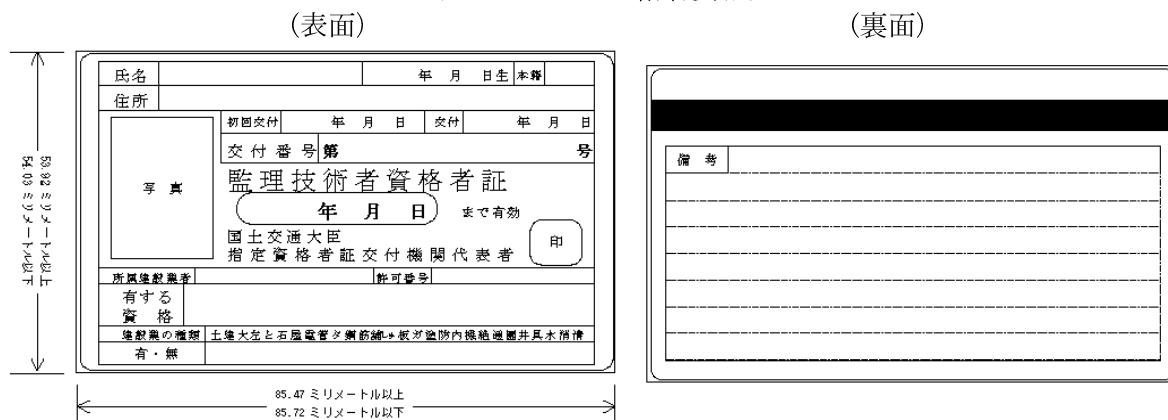 (表面)
(裏面)
氏名 年 月 日生 本籍
住所
初回交付 年 月 日 交付 年 月 日
交付番号 第 号
写真
監理技術者資格者証
年 月 日 まで有効
国土交通大臣
指定資格者証交付機関代表者
印
所属建設業者 許可番号
有する
資格
建設業の種類 土建大左と石屋電管タ鋼筋舗しゅ板ガ塗防内機絶通園井具水消清
有・無
53.92 ミリメートル以上
54.03 ミリメートル以下
85.47 ミリメートル以上
85.72 ミリメートル以下
備考